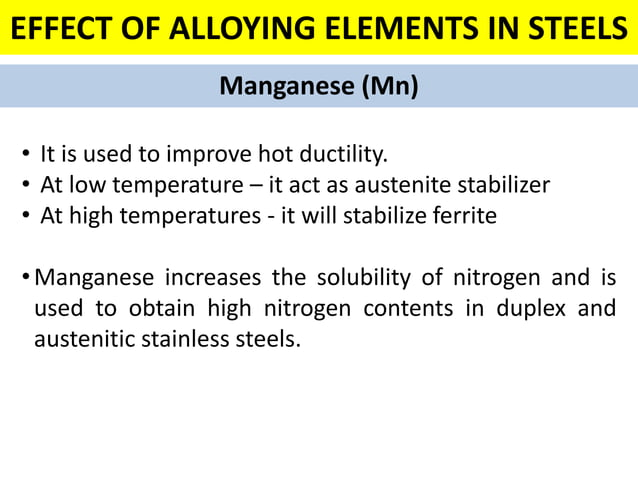 EFFECT OF ALLOYING ELEMENTS IN STEELS
Manganese (Mn)
• It is used to improve hot ductility.
• At low temperature – it act as austenite stabilizer
• At high temperatures - it will stabilize ferrite
• Manganese increases the solubility of nitrogen and is
used to obtain high nitrogen contents in duplex and
austenitic stainless steels.